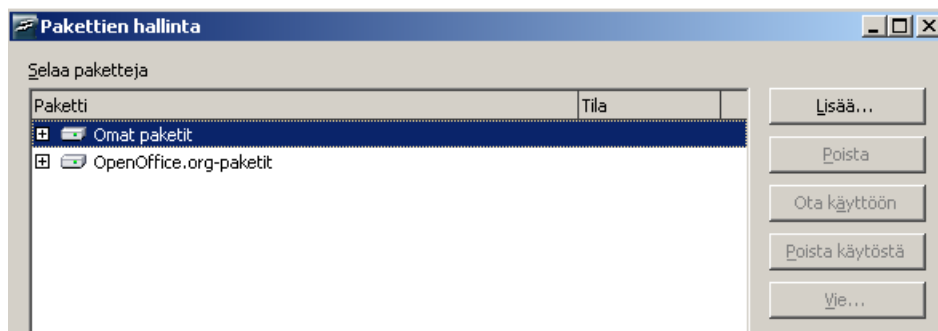 Pakettien hallinta
Selaa paketteja
Paketti Tila
Omat paketit
OpenOffice.org-paketit
Lisää...
Poista
Ota käyttöön
Poista käytöstä
Vie...